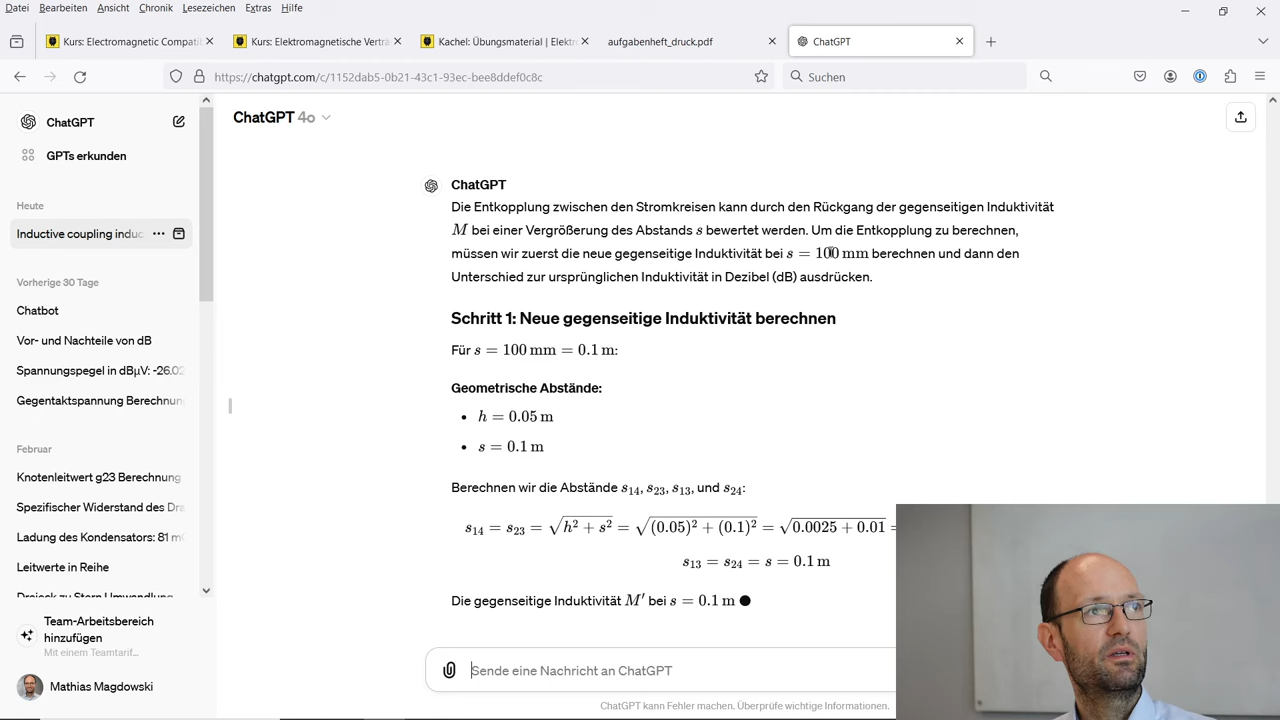 Datei Bearbeiten Ansicht Chronik Lesezeichen Extras Hilfe
Kurs: Electromagnetic Compati
Kurs: Elektromagnetische Verträ
Kachel: Übungsmaterial | Elektr
aufgabenheft_druck.pdf
ChatGPT
https://chatgpt.com/c/1152dab5-0b21-43c1-93ec-bee8ddef0c8c
Suchen
ChatGPT
GPTs erkunden
Heute
Inductive coupling induc
Vorherige 30 Tage
Chatbot
Vor- und Nachteile von dB
Spannungspegel in dBμV: -26.02
Gegentaktspannung Berechnung
Februar
Knotenleitwert g23 Berechnung
Spezifischer Widerstand des Dra
Ladung des Kondensators: 81 m
Leitwerte in Reihe
Dreieck zu Stern Umwandlung
Team-Arbeitsbereich
hinzufügen
Mit einem Teamtarif...
Mathias Magdowski
ChatGPT 4o
ChatGPT
Die Entkopplung zwischen den Stromkreisen kann durch den Rückgang der gegenseitigen Induktivität
M bei einer Vergrößerung des Abstands s bewertet werden. Um die Entkopplung zu berechnen,
müssen wir zuerst die neue gegenseitige Induktivität bei s = 100 mm berechnen und dann den
Unterschied zur ursprünglichen Induktivität in Dezibel (dB) ausdrücken.
Schritt 1: Neue gegenseitige Induktivität berechnen
Für s = 100 mm = 0.1 m:
Geometrische Abstände:
• h = 0.05 m
• s = 0.1 m
Berechnen wir die Abstände s₁₄, s₂₃, s₁₃, und s₂₄:
s₁₄ = s₂₃ = √(h² + s²) = √((0.05)² + (0.1)²) = √(0.0025 + 0.01) =
s₁₃ = s₂₄ = s = 0.1 m
Die gegenseitige Induktivität M′ bei s = 0.1 m
Sende eine Nachricht an ChatGPT
ChatGPT kann Fehler machen. Überprüfe wichtige Informationen.